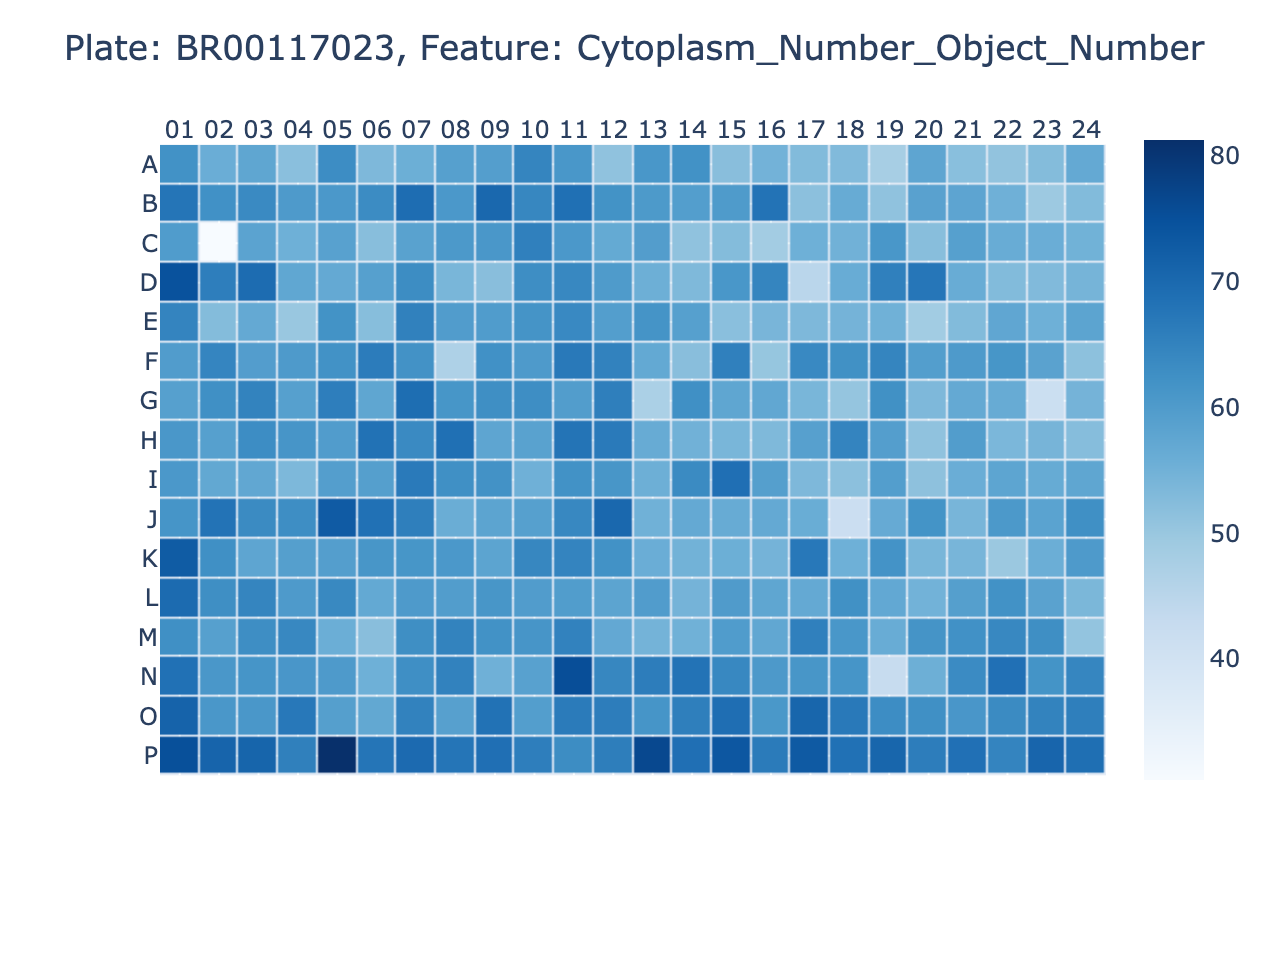 Plate: BR00117023, Feature: Cytoplasm_Number_Object_Number
01 02 03 04 05 06 07 08 09 10 11 12 13 14 15 16 17 18 19 20 21 22 23 24
A
B
C
D
E
F
G
H
I
J
K
L
M
N
O
P
80
70
60
50
40